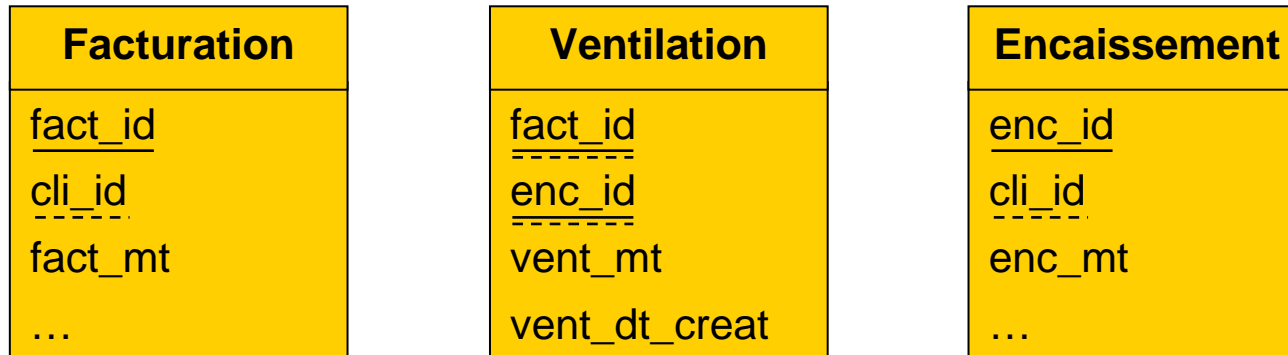 Facturation
fact_id
cli_id
fact_mt
…
Ventilation
fact_id
enc_id
vent_mt
vent_dt_creat
Encaissement
enc_id
cli_id
enc_mt
…